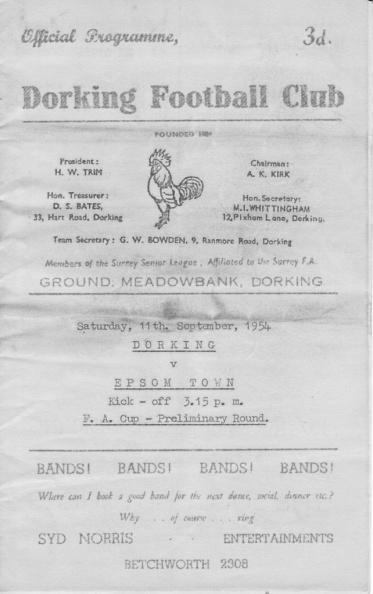 Official Programme,
3d.
Dorking Football Club
FOUNDED 1880
President:
H. W. TRIM
Chairman:
A. K. KIRK
Hon. Treasurer:
D. S. BATES,
33, Hart Road, Dorking
Hon. Secretary:
M.I. WHITTINGHAM
12, Pixham Lane, Dorking.
Team Secretary: G. W. BOWDEN, 9, Ranmore Road, Dorking
Members of the Surrey Senior League, Affiliated to the Surrey F.A.
GROUND, MEADOWBANK, DORKING
Saturday, 11th. September, 1954
DORKING
v
EPSOM TOWN
Kick - off 3.15 p. m.
F. A. Cup - Preliminary Round.
BANDS! BANDS! BANDS! BANDS!
Where can I book a good band for the next dance, social, dinner etc.?
Why . . of course . . . ring
SYD NORRIS - - ENTERTAINMENTS
BETCHWORTH 2308